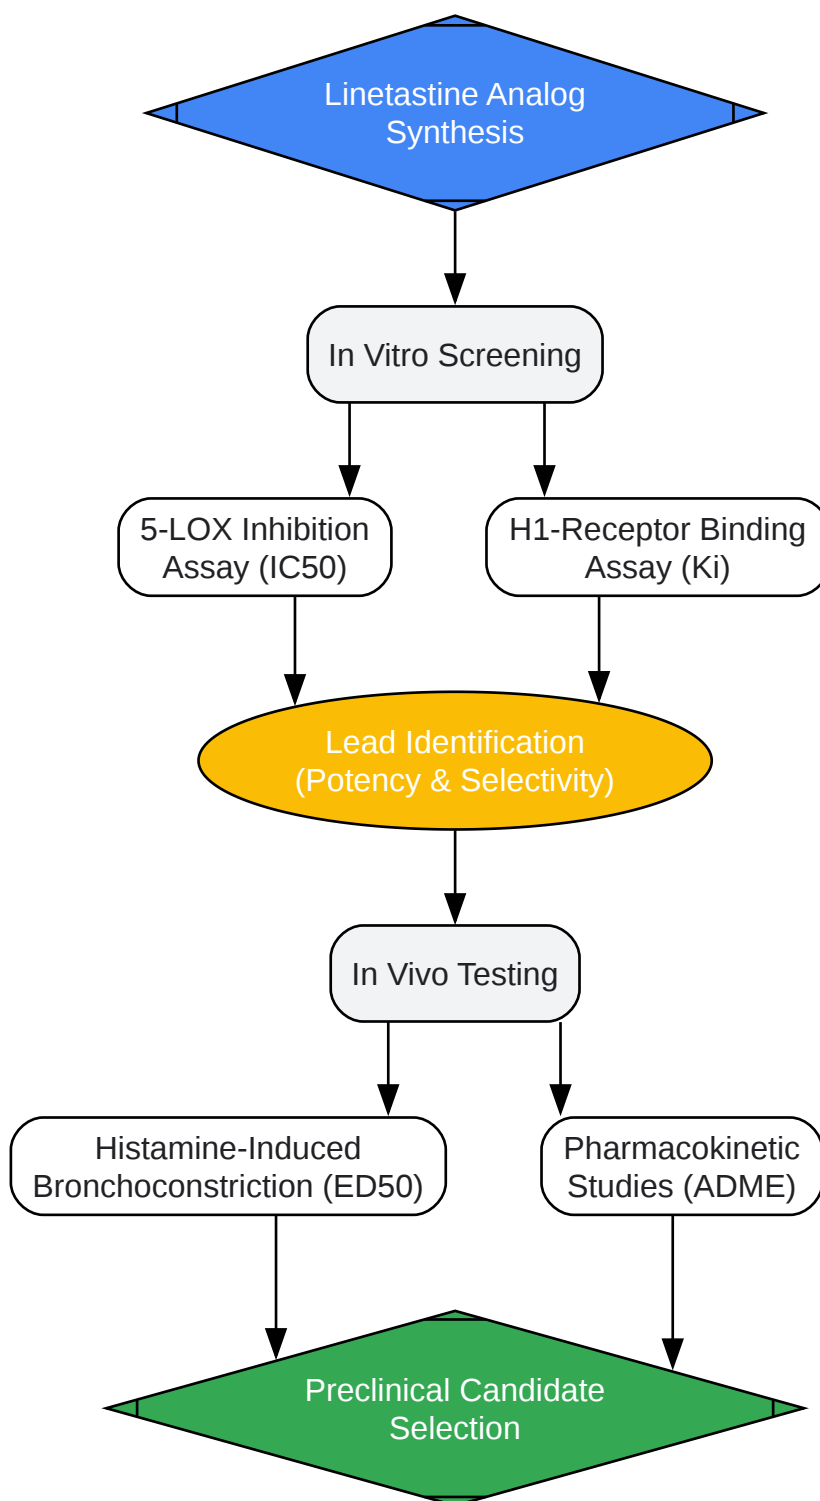 Linetastine Analog
Synthesis
In Vitro Screening
5-LOX Inhibition
Assay (IC50)
H1-Receptor Binding
Assay (Ki)
Lead Identification
(Potency & Selectivity)
In Vivo Testing
Histamine-Induced
Bronchoconstriction (ED50)
Pharmacokinetic
Studies (ADME)
Preclinical Candidate
Selection